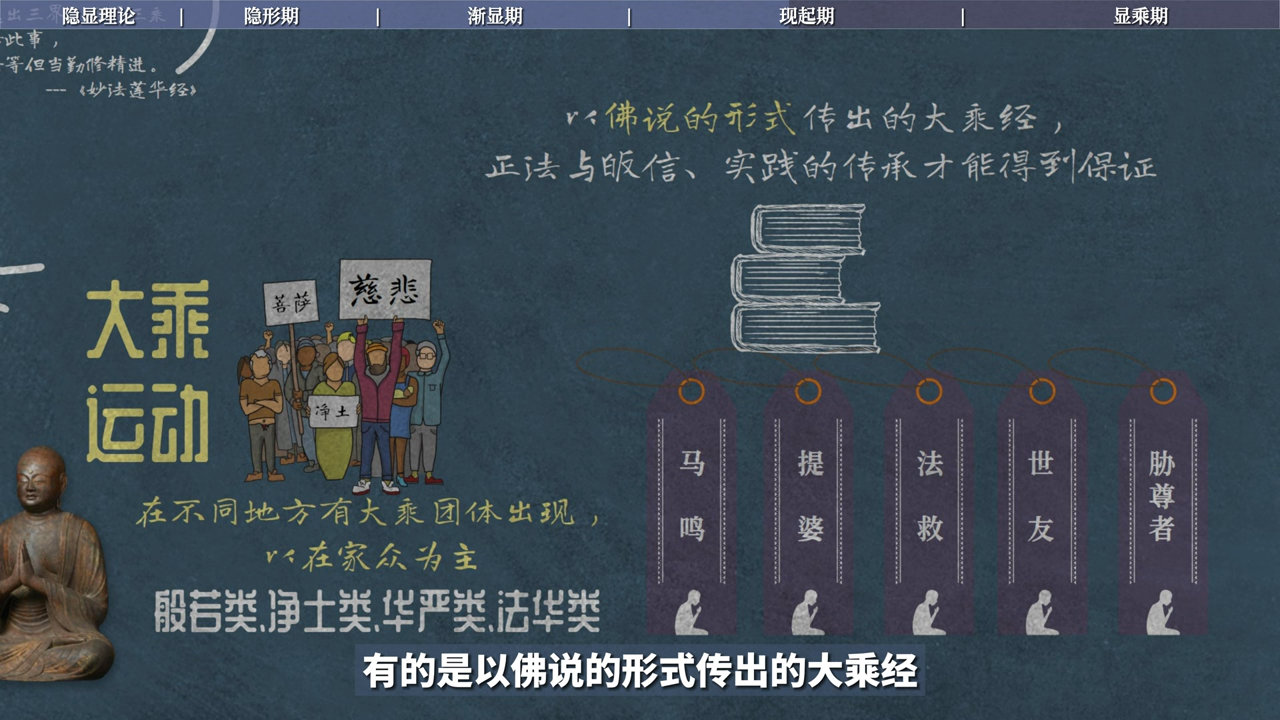 隐显理论 | 隐形期 | 渐显期 | 现起期 | 显乘期
出三界
乘
此事，
等但当勤修精进。
--- 《妙法莲华经》
以佛说的形式传出的大乘经，
正法与皈信、实践的传承才能得到保证
菩萨
慈悲
净土
大乘
运动
在不同地方有大乘团体出现，
以在家众为主
般若类、净土类、华严类、法华类
马鸣
提婆
法救
世友
胁尊者
有的是以佛说的形式传出的大乘经